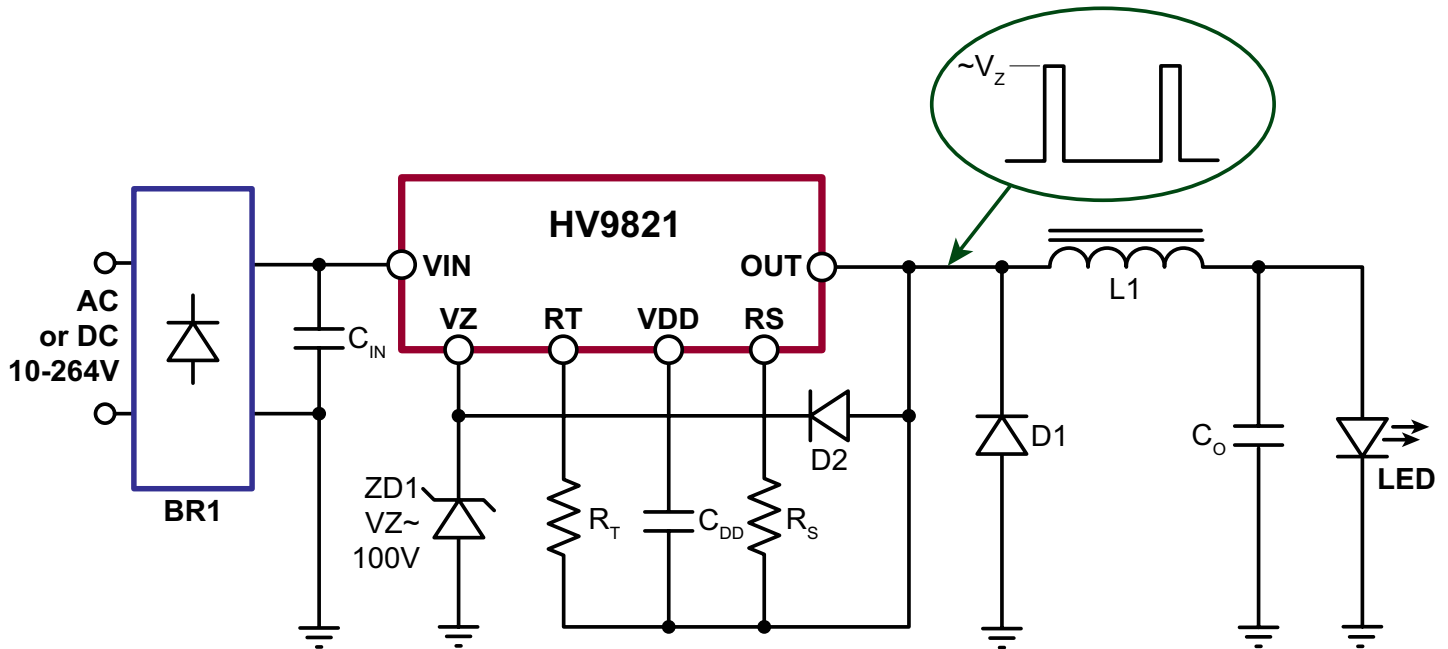 ~VZ
HV9821
VIN
OUT
VZ
RT
VDD
RS
AC
or DC
10-264V
CIN
L1
D2
D1
CO
LED
BR1
ZD1
VZ~
100V
RT
CDD
RS